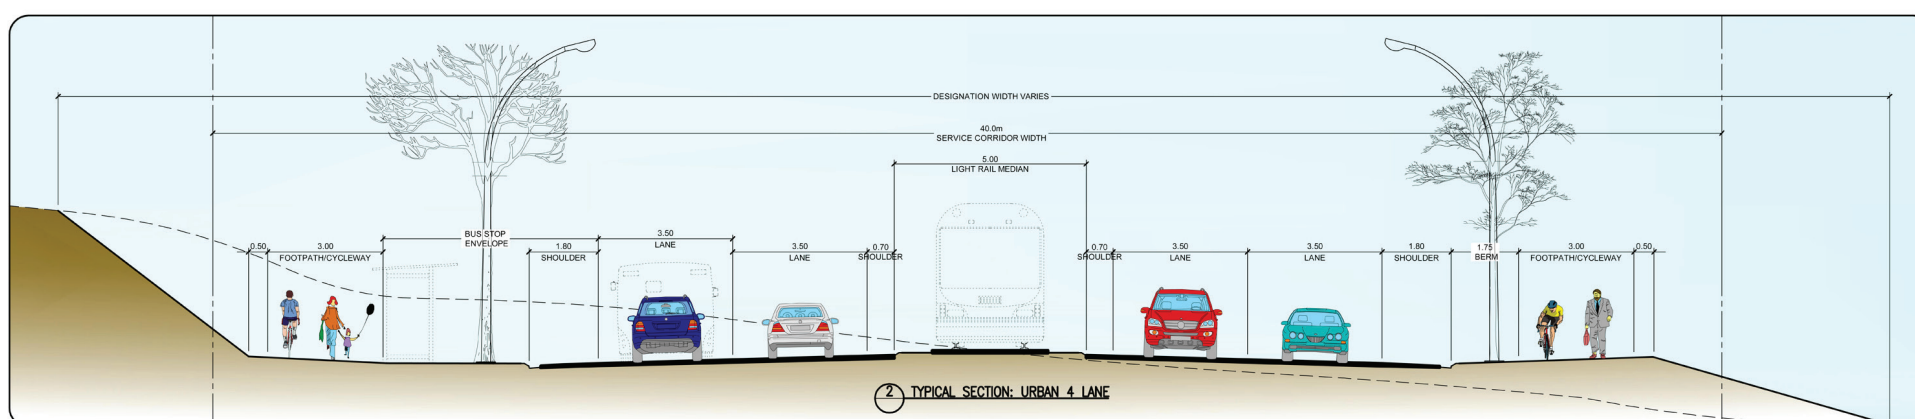 DESIGNATION WIDTH VARIES
40.0m
SERVICE CORRIDOR WIDTH
5.00
LIGHT RAIL MEDIAN
BUS STOP
ENVELOPE
3.50
LANE
0.50
3.00
FOOTPATH/CYCLEWAY
1.80
SHOULDER
3.50
LANE
0.70
SHOULDER
0.70
SHOULDER
3.50
LANE
3.50
LANE
1.80
SHOULDER
1.75
BERM
3.00
FOOTPATH/CYCLEWAY
0.50
2 TYPICAL SECTION: URBAN 4 LANE